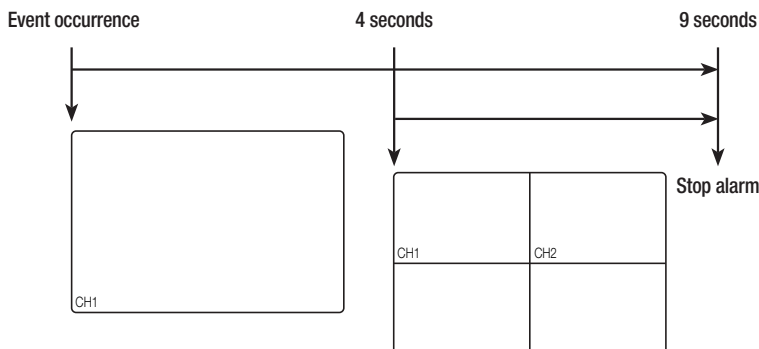 Event occurrence
4 seconds
9 seconds
Stop alarm
CH1
CH2
CH1